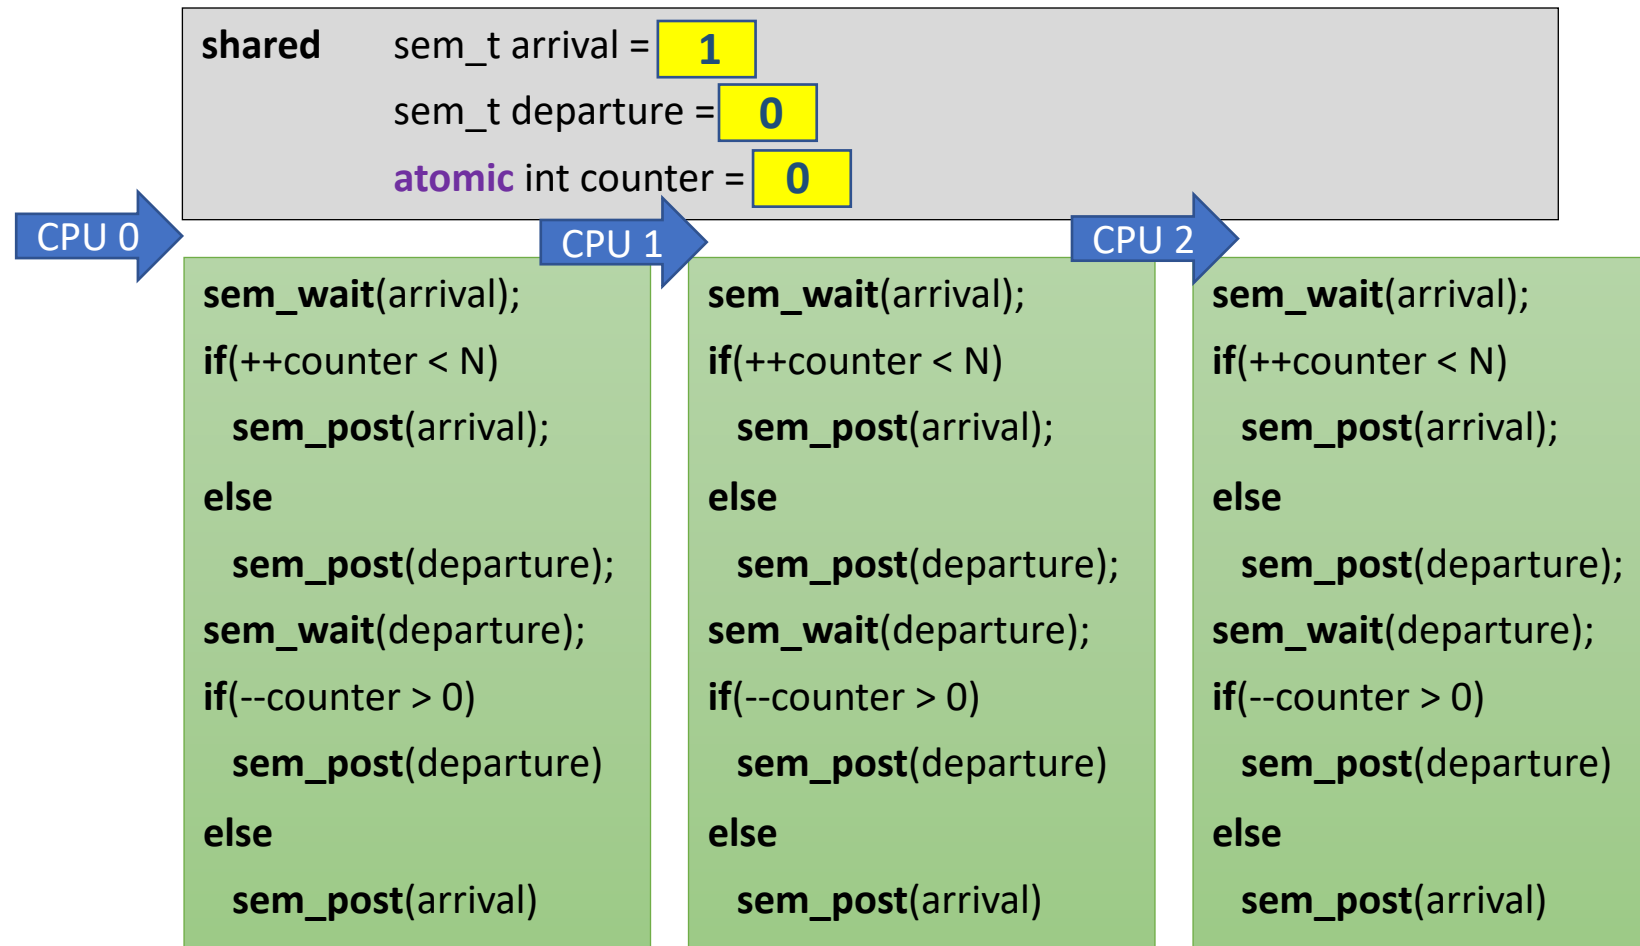 shared sem_t arrival = 1
sem_t departure = 0
atomic int counter = 0
CPU 0
CPU 1
CPU 2
sem_wait(arrival);
if(++counter < N)
sem_post(arrival);
else
sem_post(departure);
sem_wait(departure);
if(--counter > 0)
sem_post(departure)
else
sem_post(arrival)
sem_wait(arrival);
if(++counter < N)
sem_post(arrival);
else
sem_post(departure);
sem_wait(departure);
if(--counter > 0)
sem_post(departure)
else
sem_post(arrival)
sem_wait(arrival);
if(++counter < N)
sem_post(arrival);
else
sem_post(departure);
sem_wait(departure);
if(--counter > 0)
sem_post(departure)
else
sem_post(arrival)